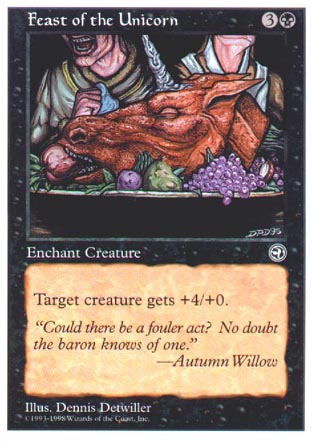 Feast of the Unicorn 3
DPD95
Enchant Creature
Target creature gets +4/+0.
“Could there be a fouler act? No doubt
the baron knows of one.”
—Autumn Willow
Illus. Dennis Detwiller
©1993-1998 Wizards of the Coast, Inc.